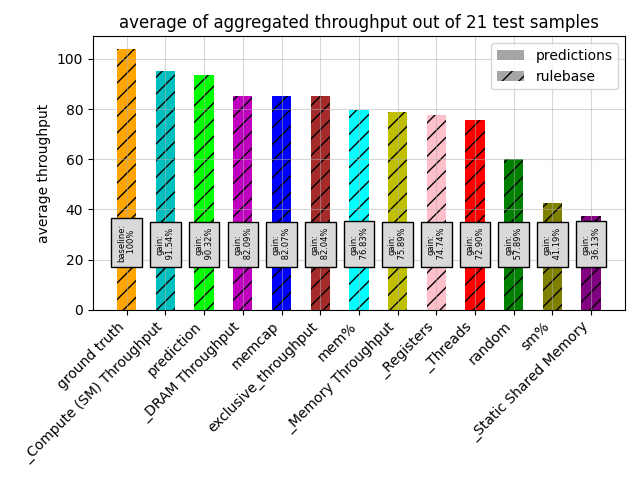 average of aggregated throughput out of 21 test samples
predictions
rulebase
average throughput
100
80
60
40
20
0
baseline:
100%
gain:
91.54%
gain:
90.32%
gain:
82.09%
gain:
82.07%
gain:
82.04%
gain:
76.83%
gain:
75.89%
gain:
74.74%
gain:
72.90%
gain:
57.89%
gain:
41.19%
gain:
36.13%
ground truth
_Compute (SM) Throughput
prediction
_DRAM Throughput
memcap
exclusive_throughput
mem%
_Memory Throughput
_Registers
_Threads
random
sm%
_Static Shared Memory